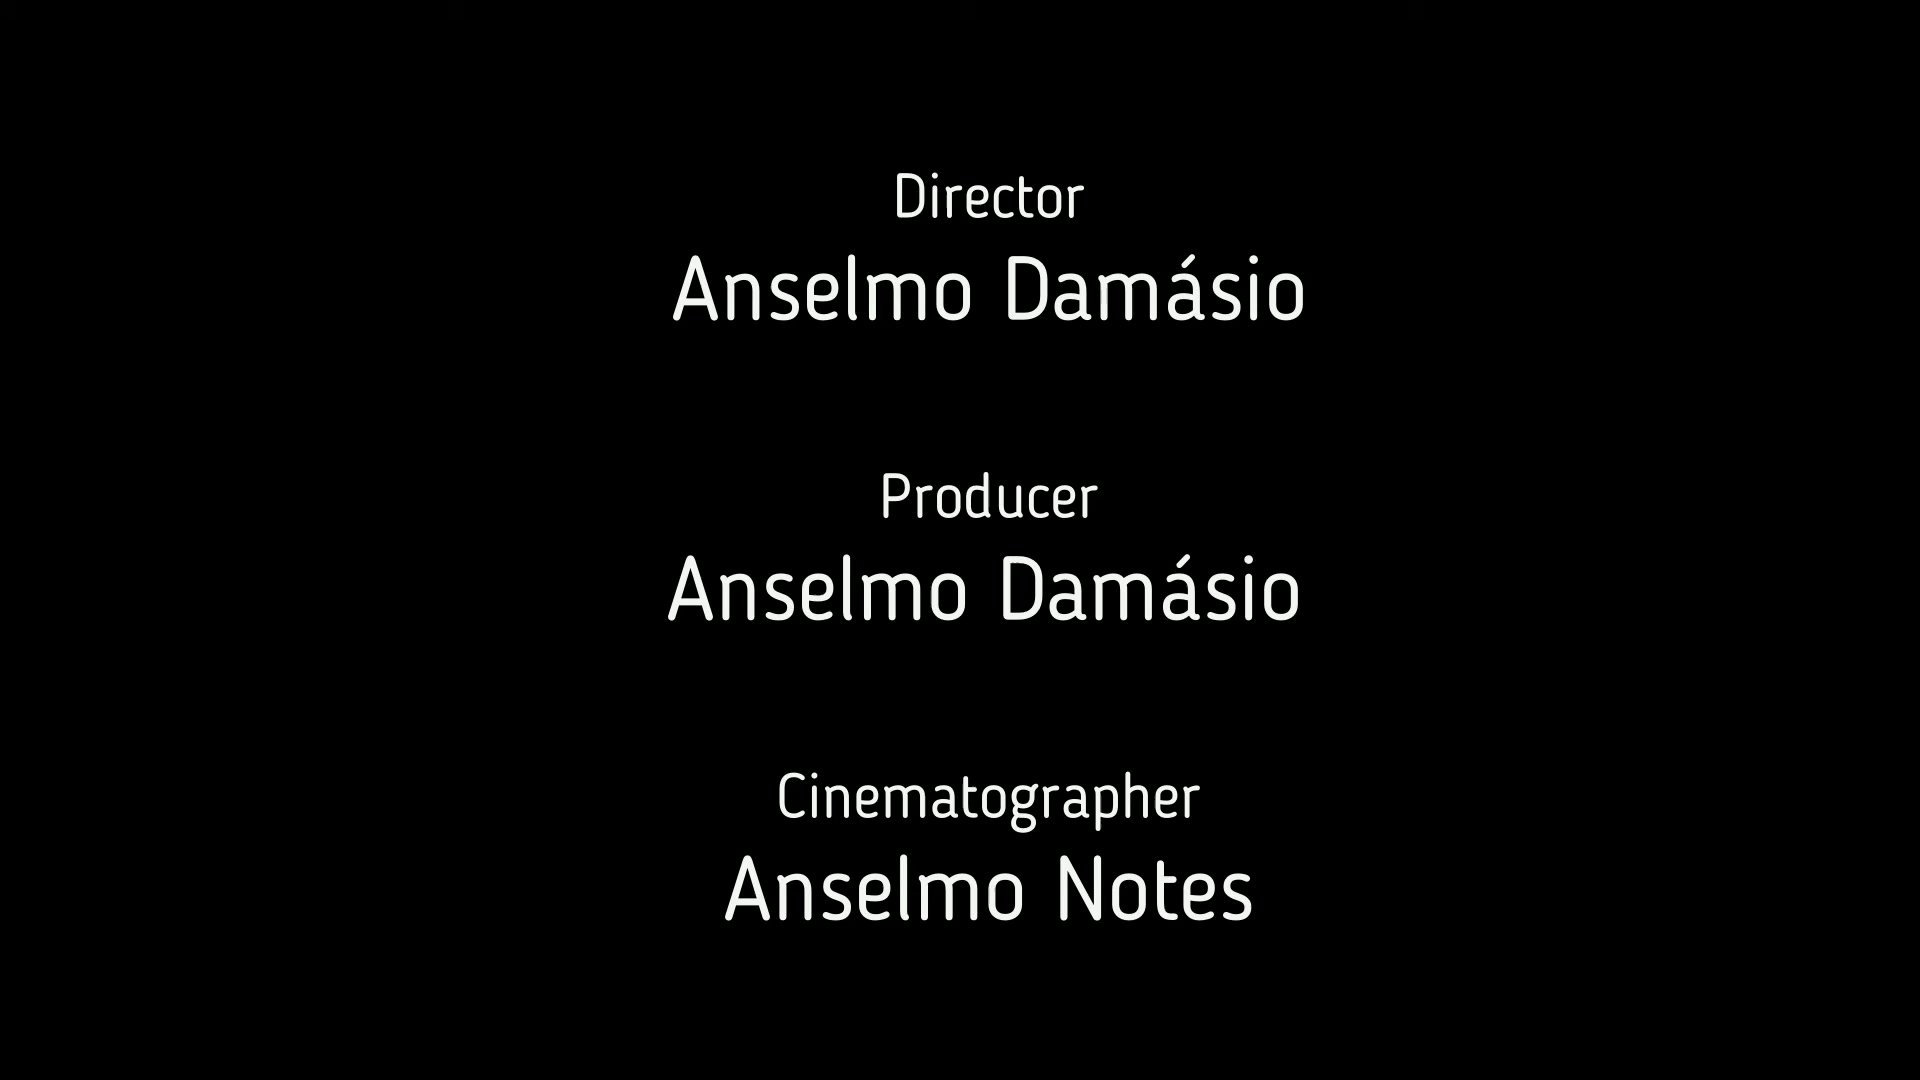 Director
Anselmo Damásio
Producer
Anselmo Damásio
Cinematographer
Anselmo Notes